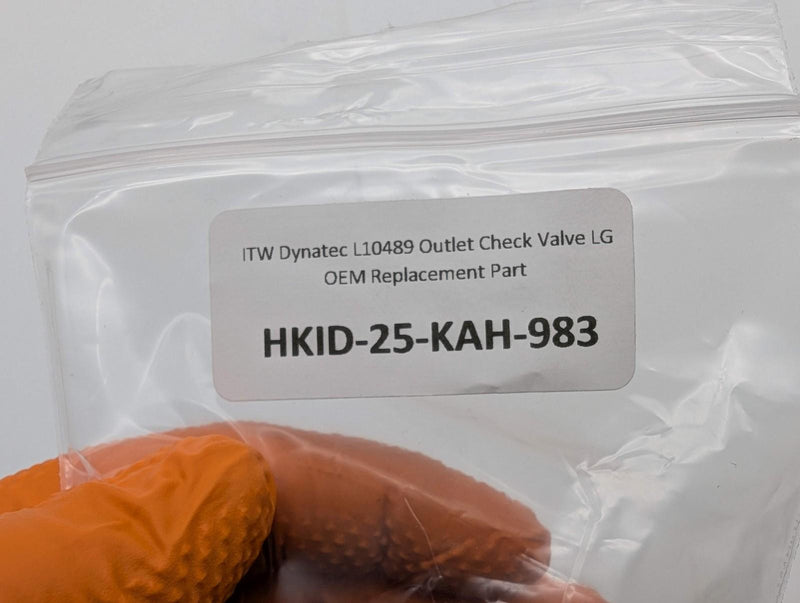 ITW Dynatec L10489 Outlet Check Valve LG
OEM Replacement Part
HKID-25-KAH-983